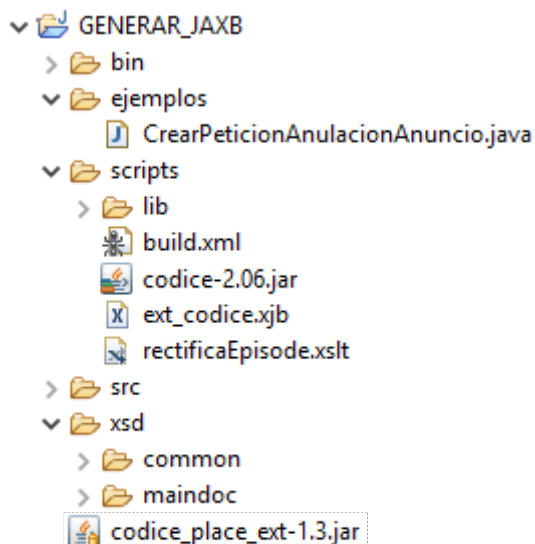 GENERAR_JAXB
bin
ejemplos
CrearPeticionAnulacionAnuncio.java
scripts
lib
build.xml
codice-2.06.jar
ext_codice.xjb
rectificaEpisode.xslt
src
xsd
common
maindoc
codice_place_ext-1.3.jar